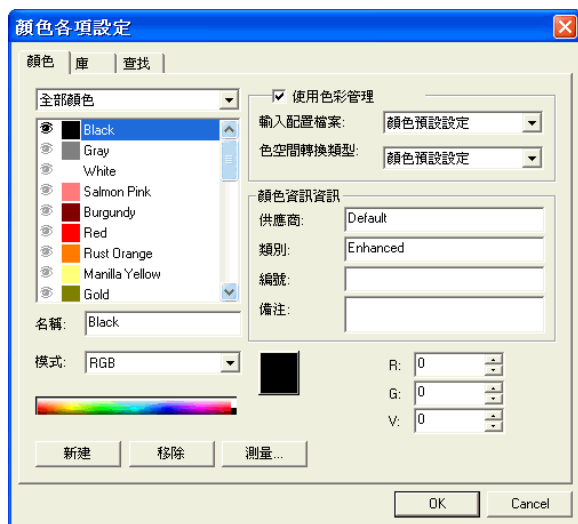 顏色各項設定
顏色 庫 查找
全部顏色
Black
Gray
White
Salmon Pink
Burgundy
Red
Rust Orange
Manilla Yellow
Gold
名稱: Black
模式: RGB
新建 移除 測量...
使用色彩管理
輸入配置檔案: 顏色預設設定
色空間轉換類型: 顏色預設設定
顏色資訊資訊
供應商: Default
類別: Enhanced
編號:
備注:
R: 0
G: 0
V: 0
OK Cancel